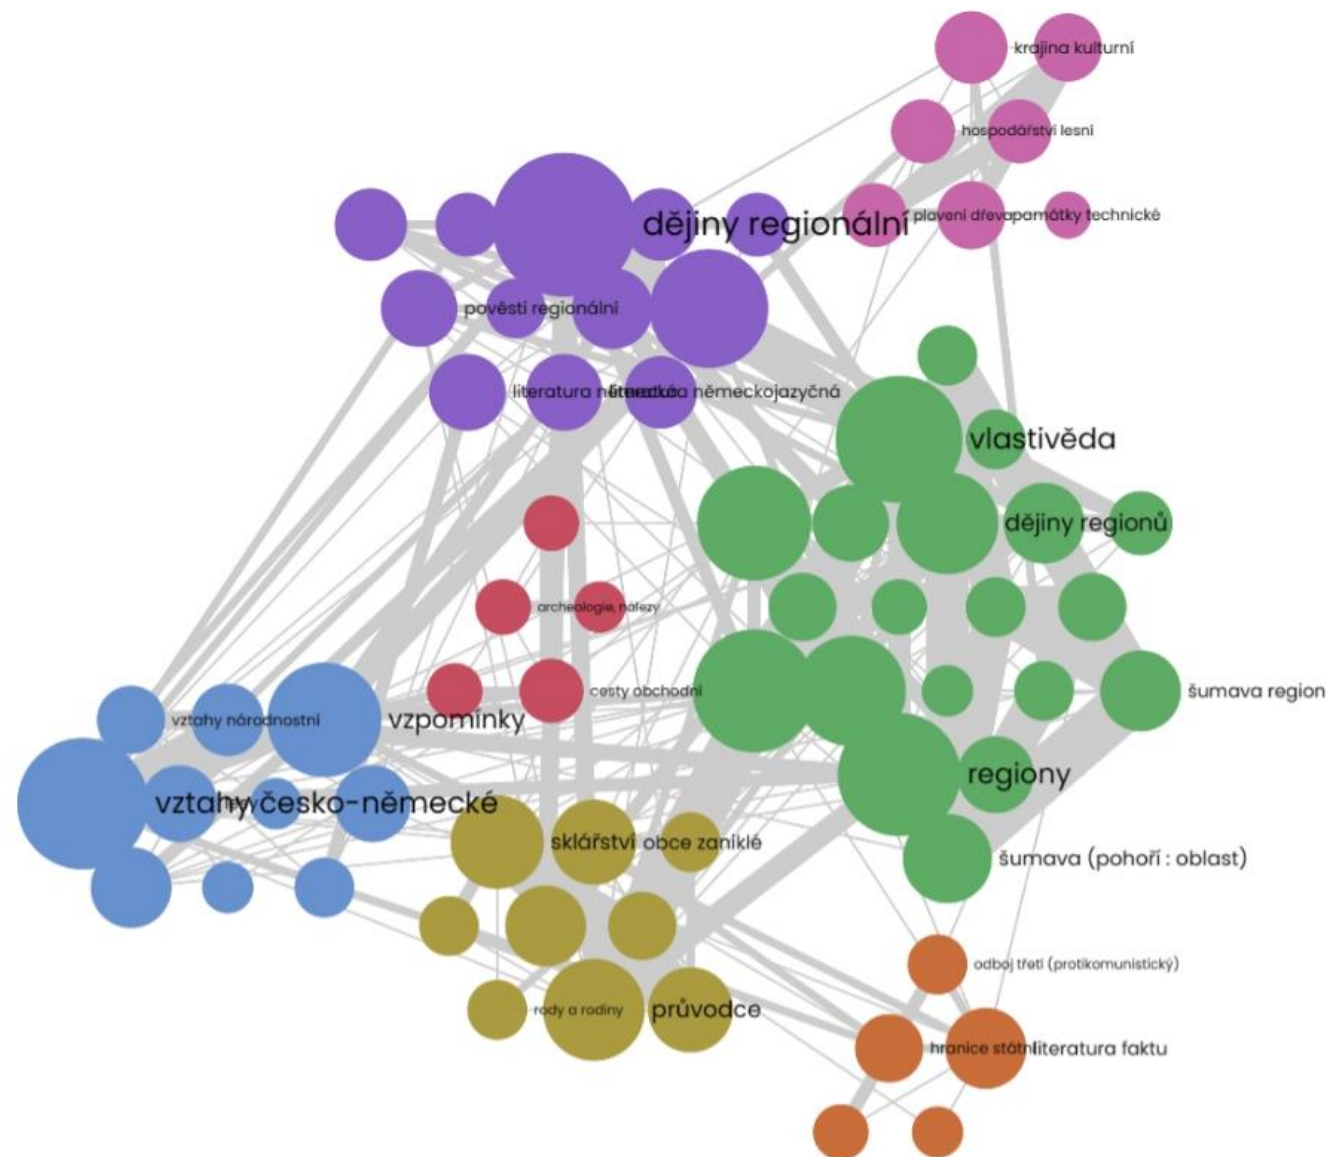 krajina kulturní
hospodářství lesní
plavení dřeva
památky technické
dějiny regionální
pověsti regionální
literatura německá
literatura německojazyčná
vlastivěda
dějiny regionů
archeologie, nálezy
cesty obchodní
šumava region
vztahy národnostní
vzpomínky
regiony
vztahy česko-německé
sklářství
obce zaniklé
šumava (pohoří : oblast)
odboj třetí (protikomunistický)
rody a rodiny
průvodce
hranice státní
literatura faktu